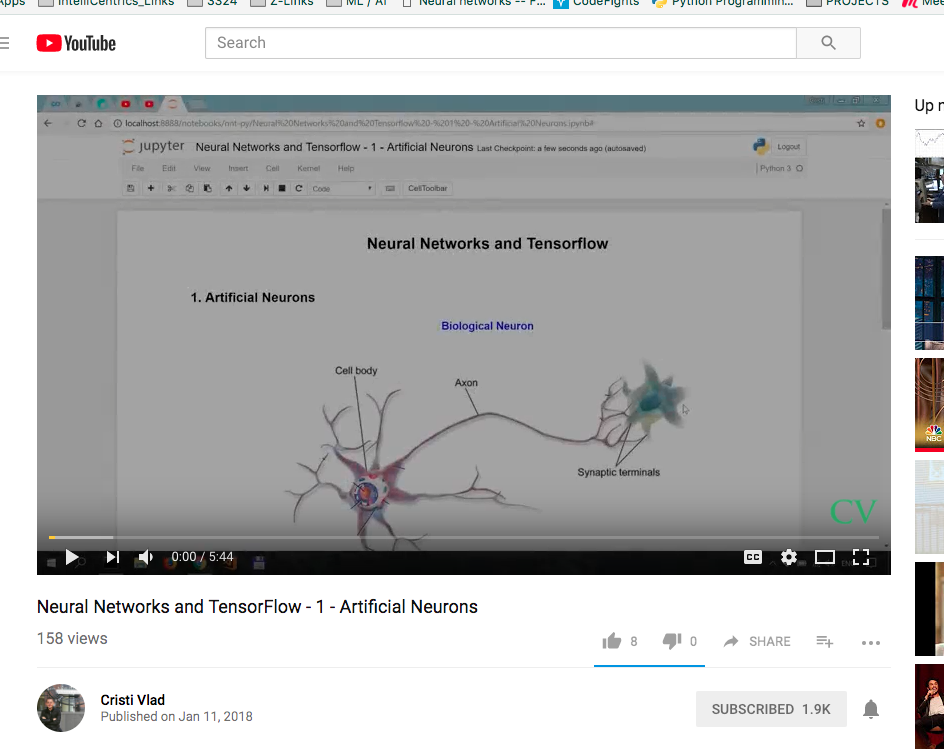 Apps IntelliCentrics_Links S324 Z-Links ML / AI Neural networks -- F... CodeFights Python Programmin... PROJECTS Mee
YouTube
Search
localhost:8888/notebooks/ont-py/Neural%20Networks%20and%20Tensorflow%20-%201%20-%20Artificial%20Neurons.ipynb#
jupyter Neural Networks and Tensorflow - 1 - Artificial Neurons Last Checkpoint: a few seconds ago (autosaved) Logout
File Edit View Insert Cell Kernel Help Python 3
Code CellToolbar
Neural Networks and Tensorflow
1. Artificial Neurons
Biological Neuron
Cell body
Axon
Synaptic terminals
CV
0:00 / 5:44 CC
Neural Networks and TensorFlow - 1 - Artificial Neurons
158 views
8 0 SHARE
Cristi Vlad
Published on Jan 11, 2018
SUBSCRIBED 1.9K
Up n
NBC